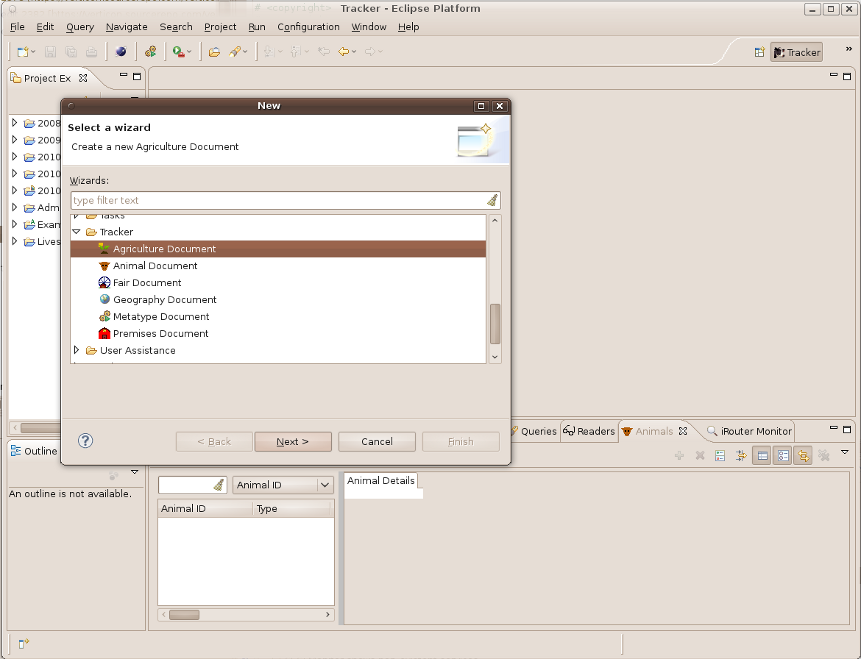 # <copyright>
Tracker - Eclipse Platform
File Edit Query Navigate Search Project Run Configuration Window Help
Tracker
»
Project Ex
2008
2009
2010
2010
2010
Adm
Exam
Lives
New
Select a wizard
Create a new Agriculture Document
Wizards:
type filter text
Tasks
Tracker
Agriculture Document
Animal Document
Fair Document
Geography Document
Metatype Document
Premises Document
User Assistance
? < Back Next > Cancel Finish
Queries Readers Animals iRouter Monitor
Outline
An outline is not available.
Animal ID
Animal ID Type
Animal Details